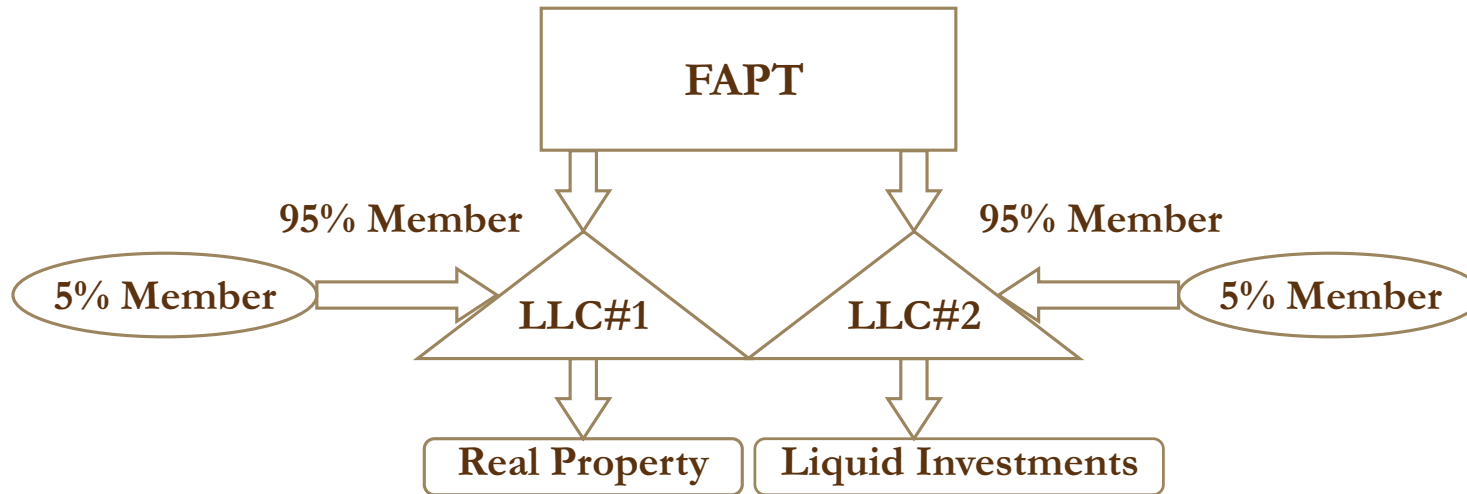 FAPT
95% Member
95% Member
5% Member
LLC#1
LLC#2
5% Member
Real Property
Liquid Investments